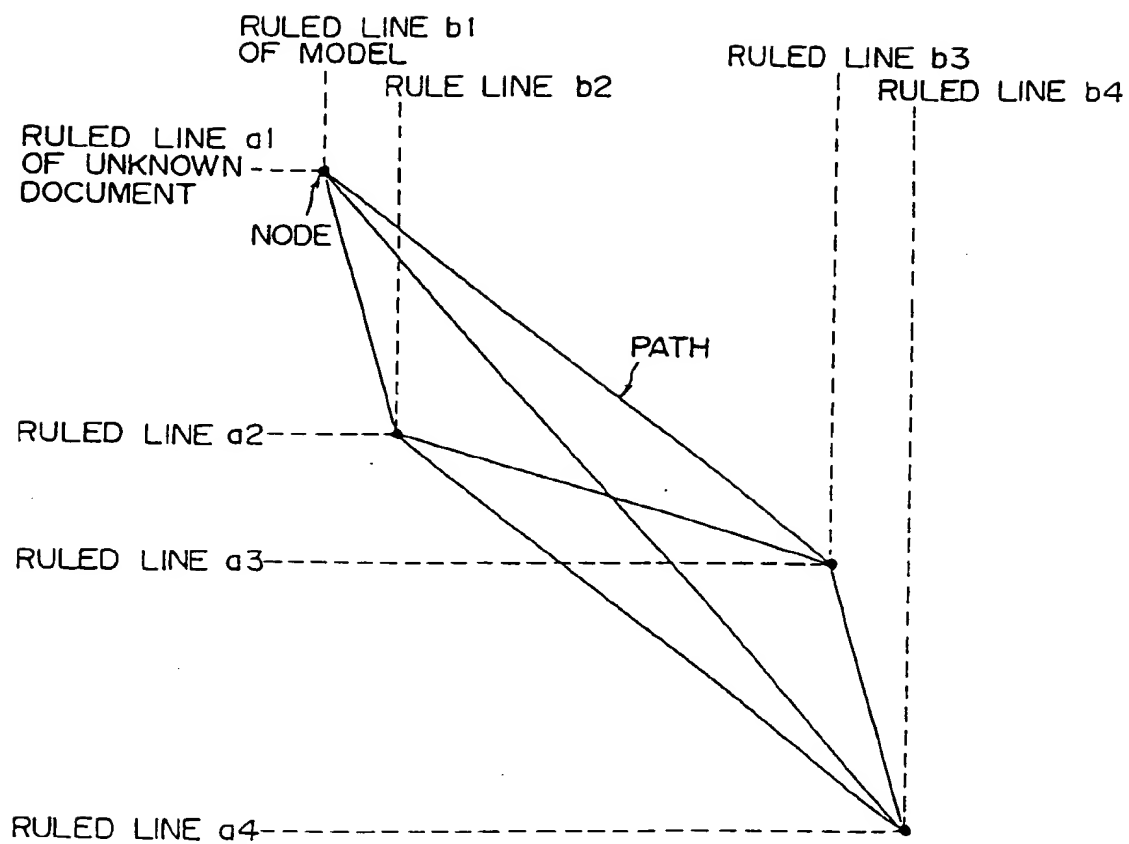 RULED LINE b1
OF MODEL
RULED LINE b3
RULE LINE b2
RULED LINE b4
RULED LINE a1
OF UNKNOWN
DOCUMENT
NODE
PATH
RULED LINE a2
RULED LINE a3
RULED LINE a4